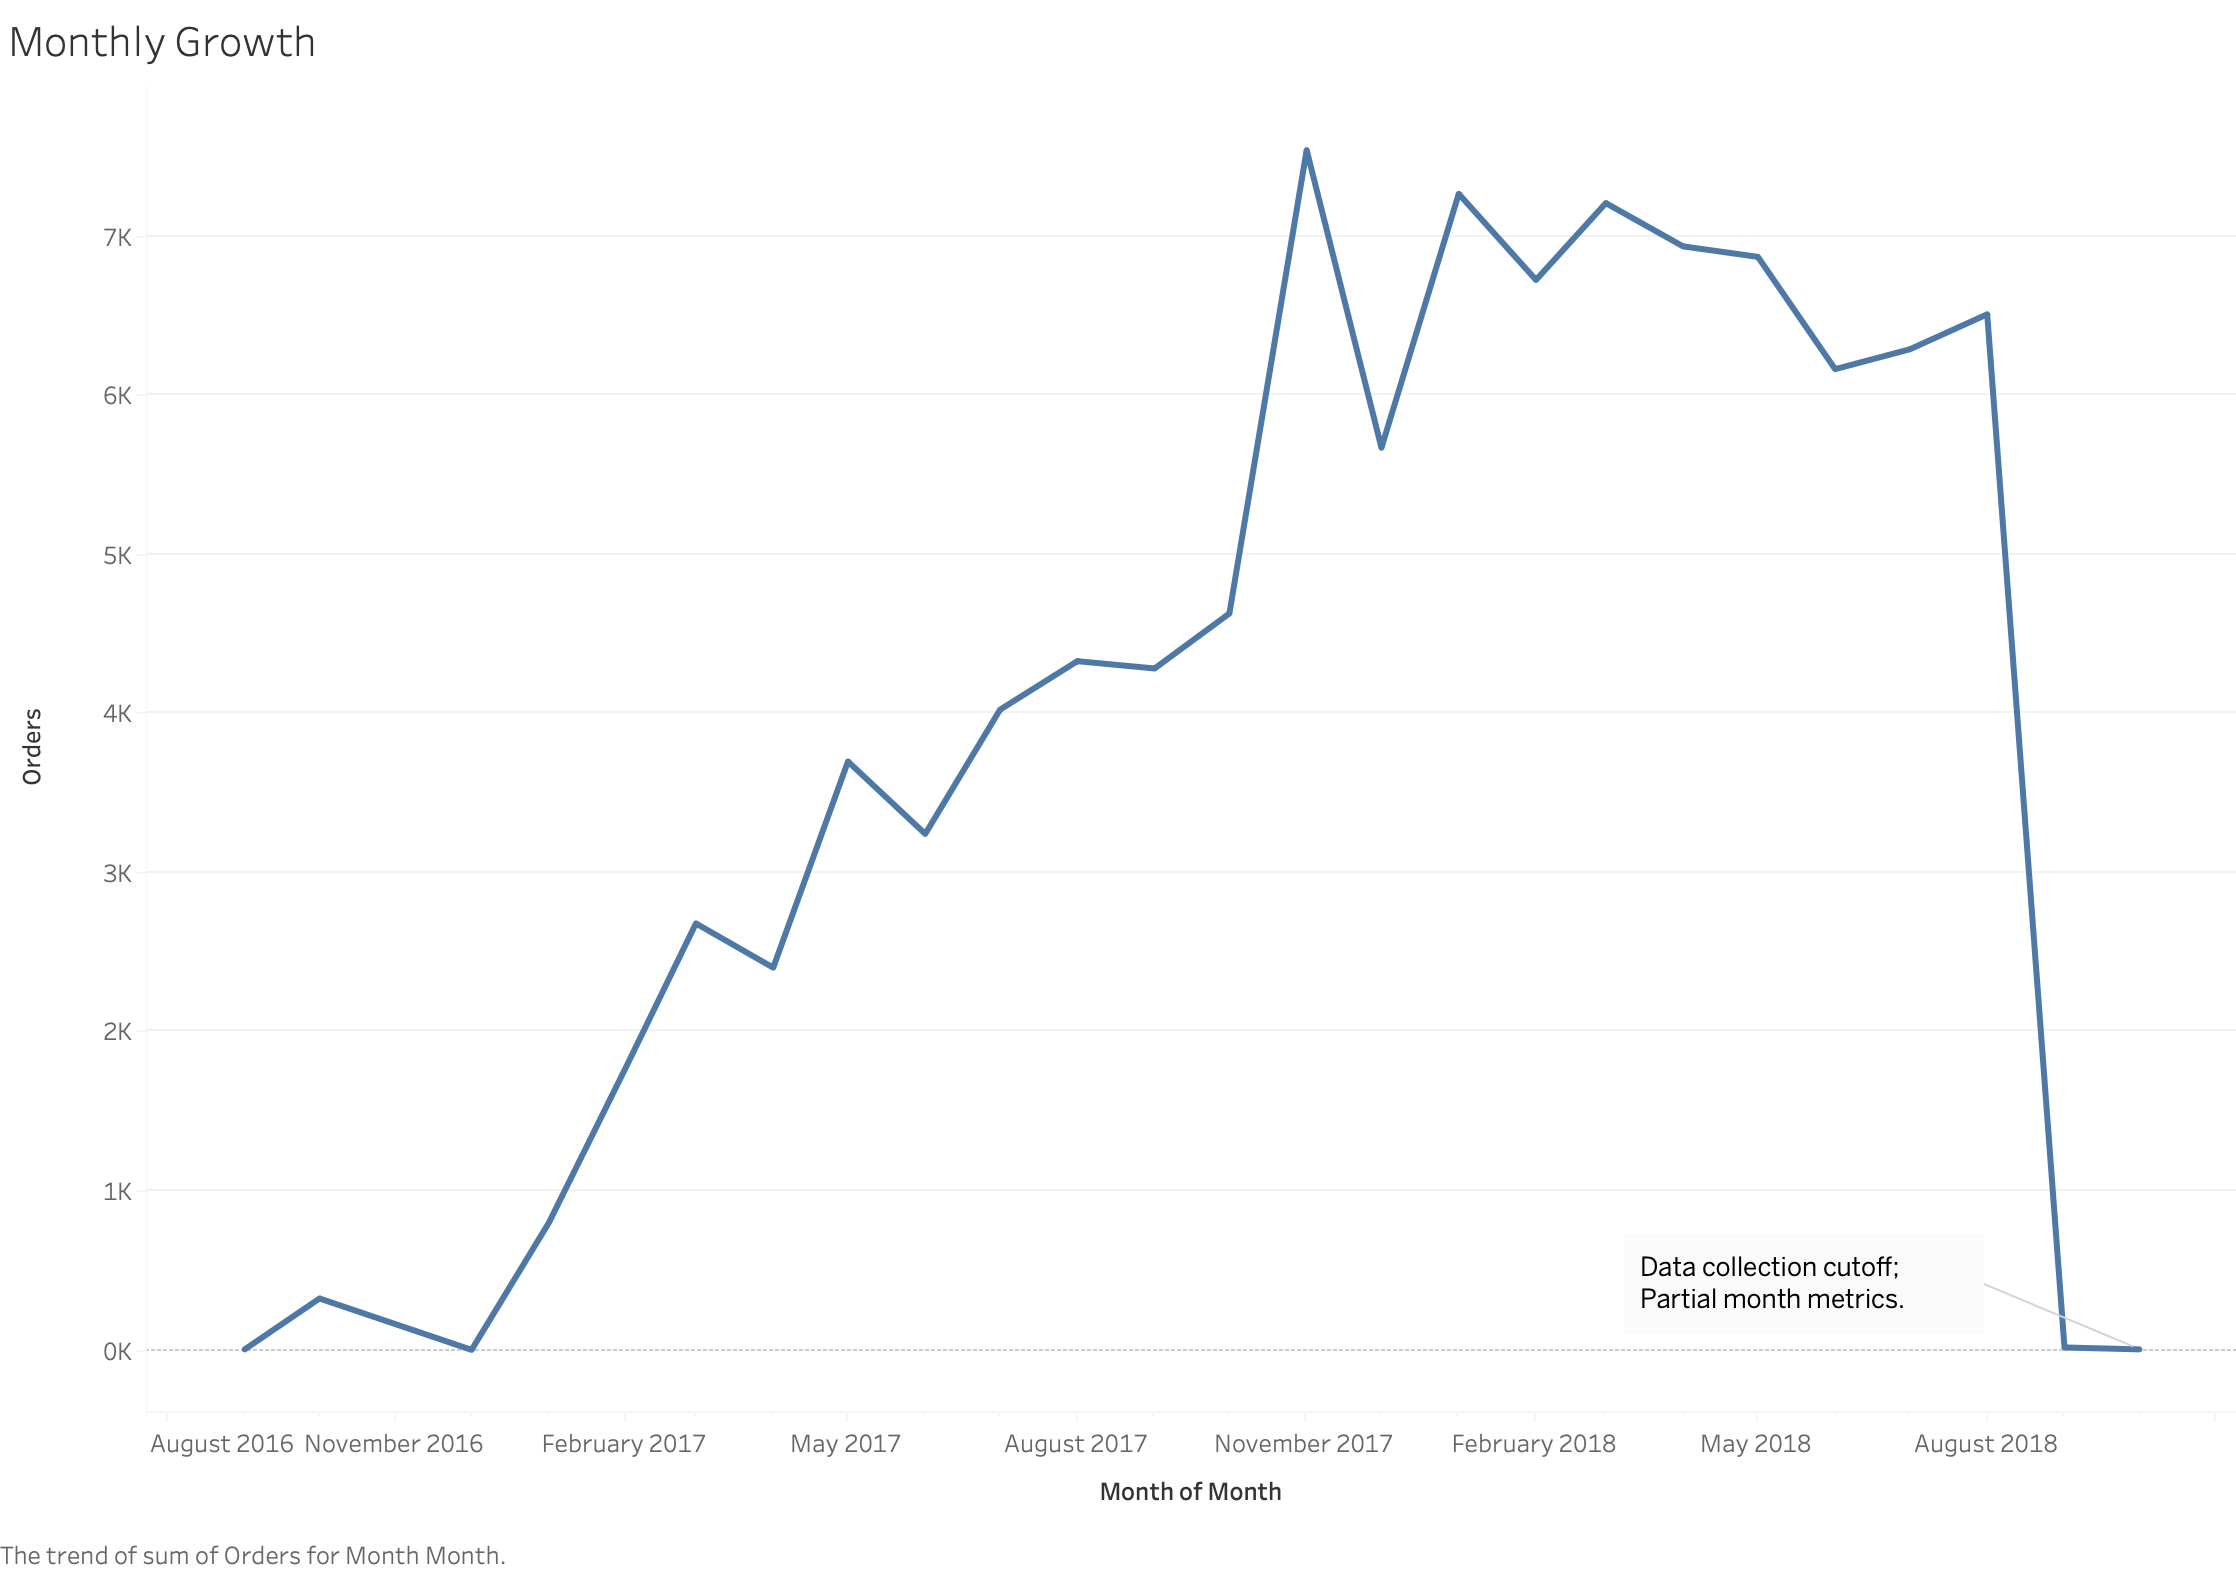 Monthly Growth
7K
6K
5K
4K
3K
2K
1K
0K
Orders
Data collection cutoff;
Partial month metrics.
August 2016 November 2016 February 2017 May 2017 August 2017 November 2017 February 2018 May 2018 August 2018
Month of Month
The trend of sum of Orders for Month Month.